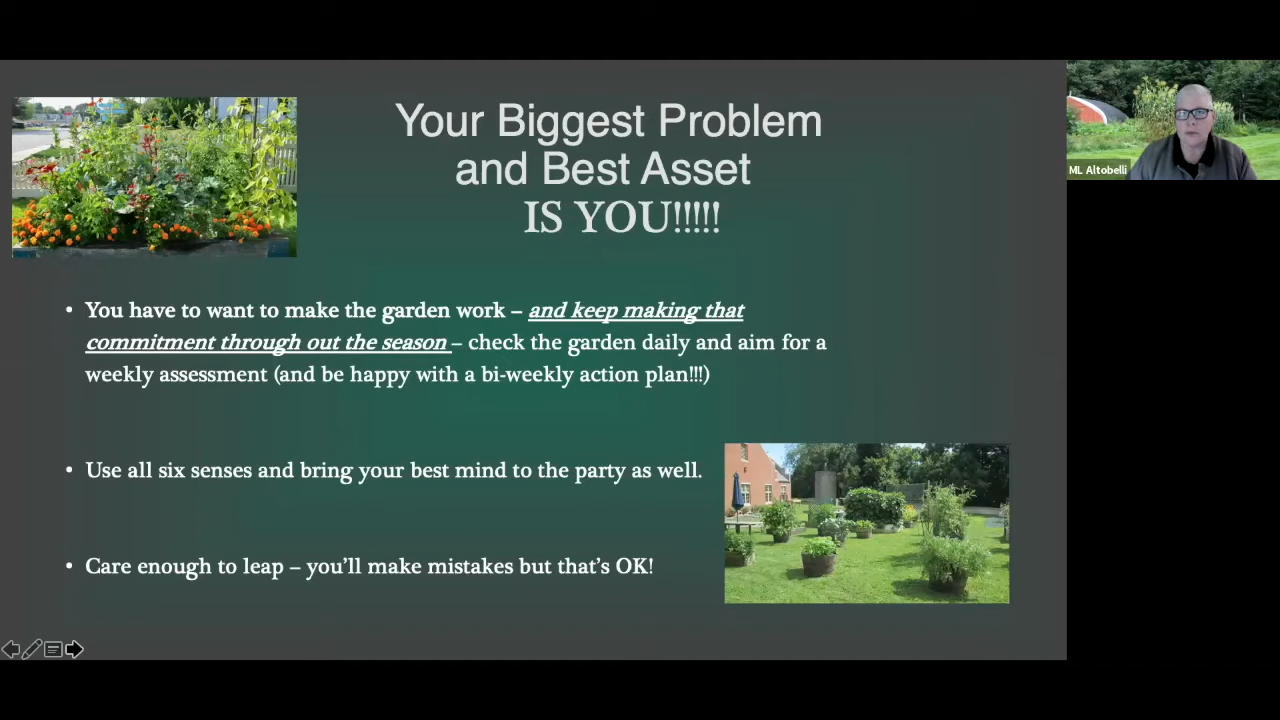 Your Biggest Problem
and Best Asset
IS YOU!!!!!
ML Altobelli
• You have to want to make the garden work – and keep making that
commitment through out the season – check the garden daily and aim for a
weekly assessment (and be happy with a bi-weekly action plan!!!)
• Use all six senses and bring your best mind to the party as well.
• Care enough to leap – you’ll make mistakes but that’s OK!